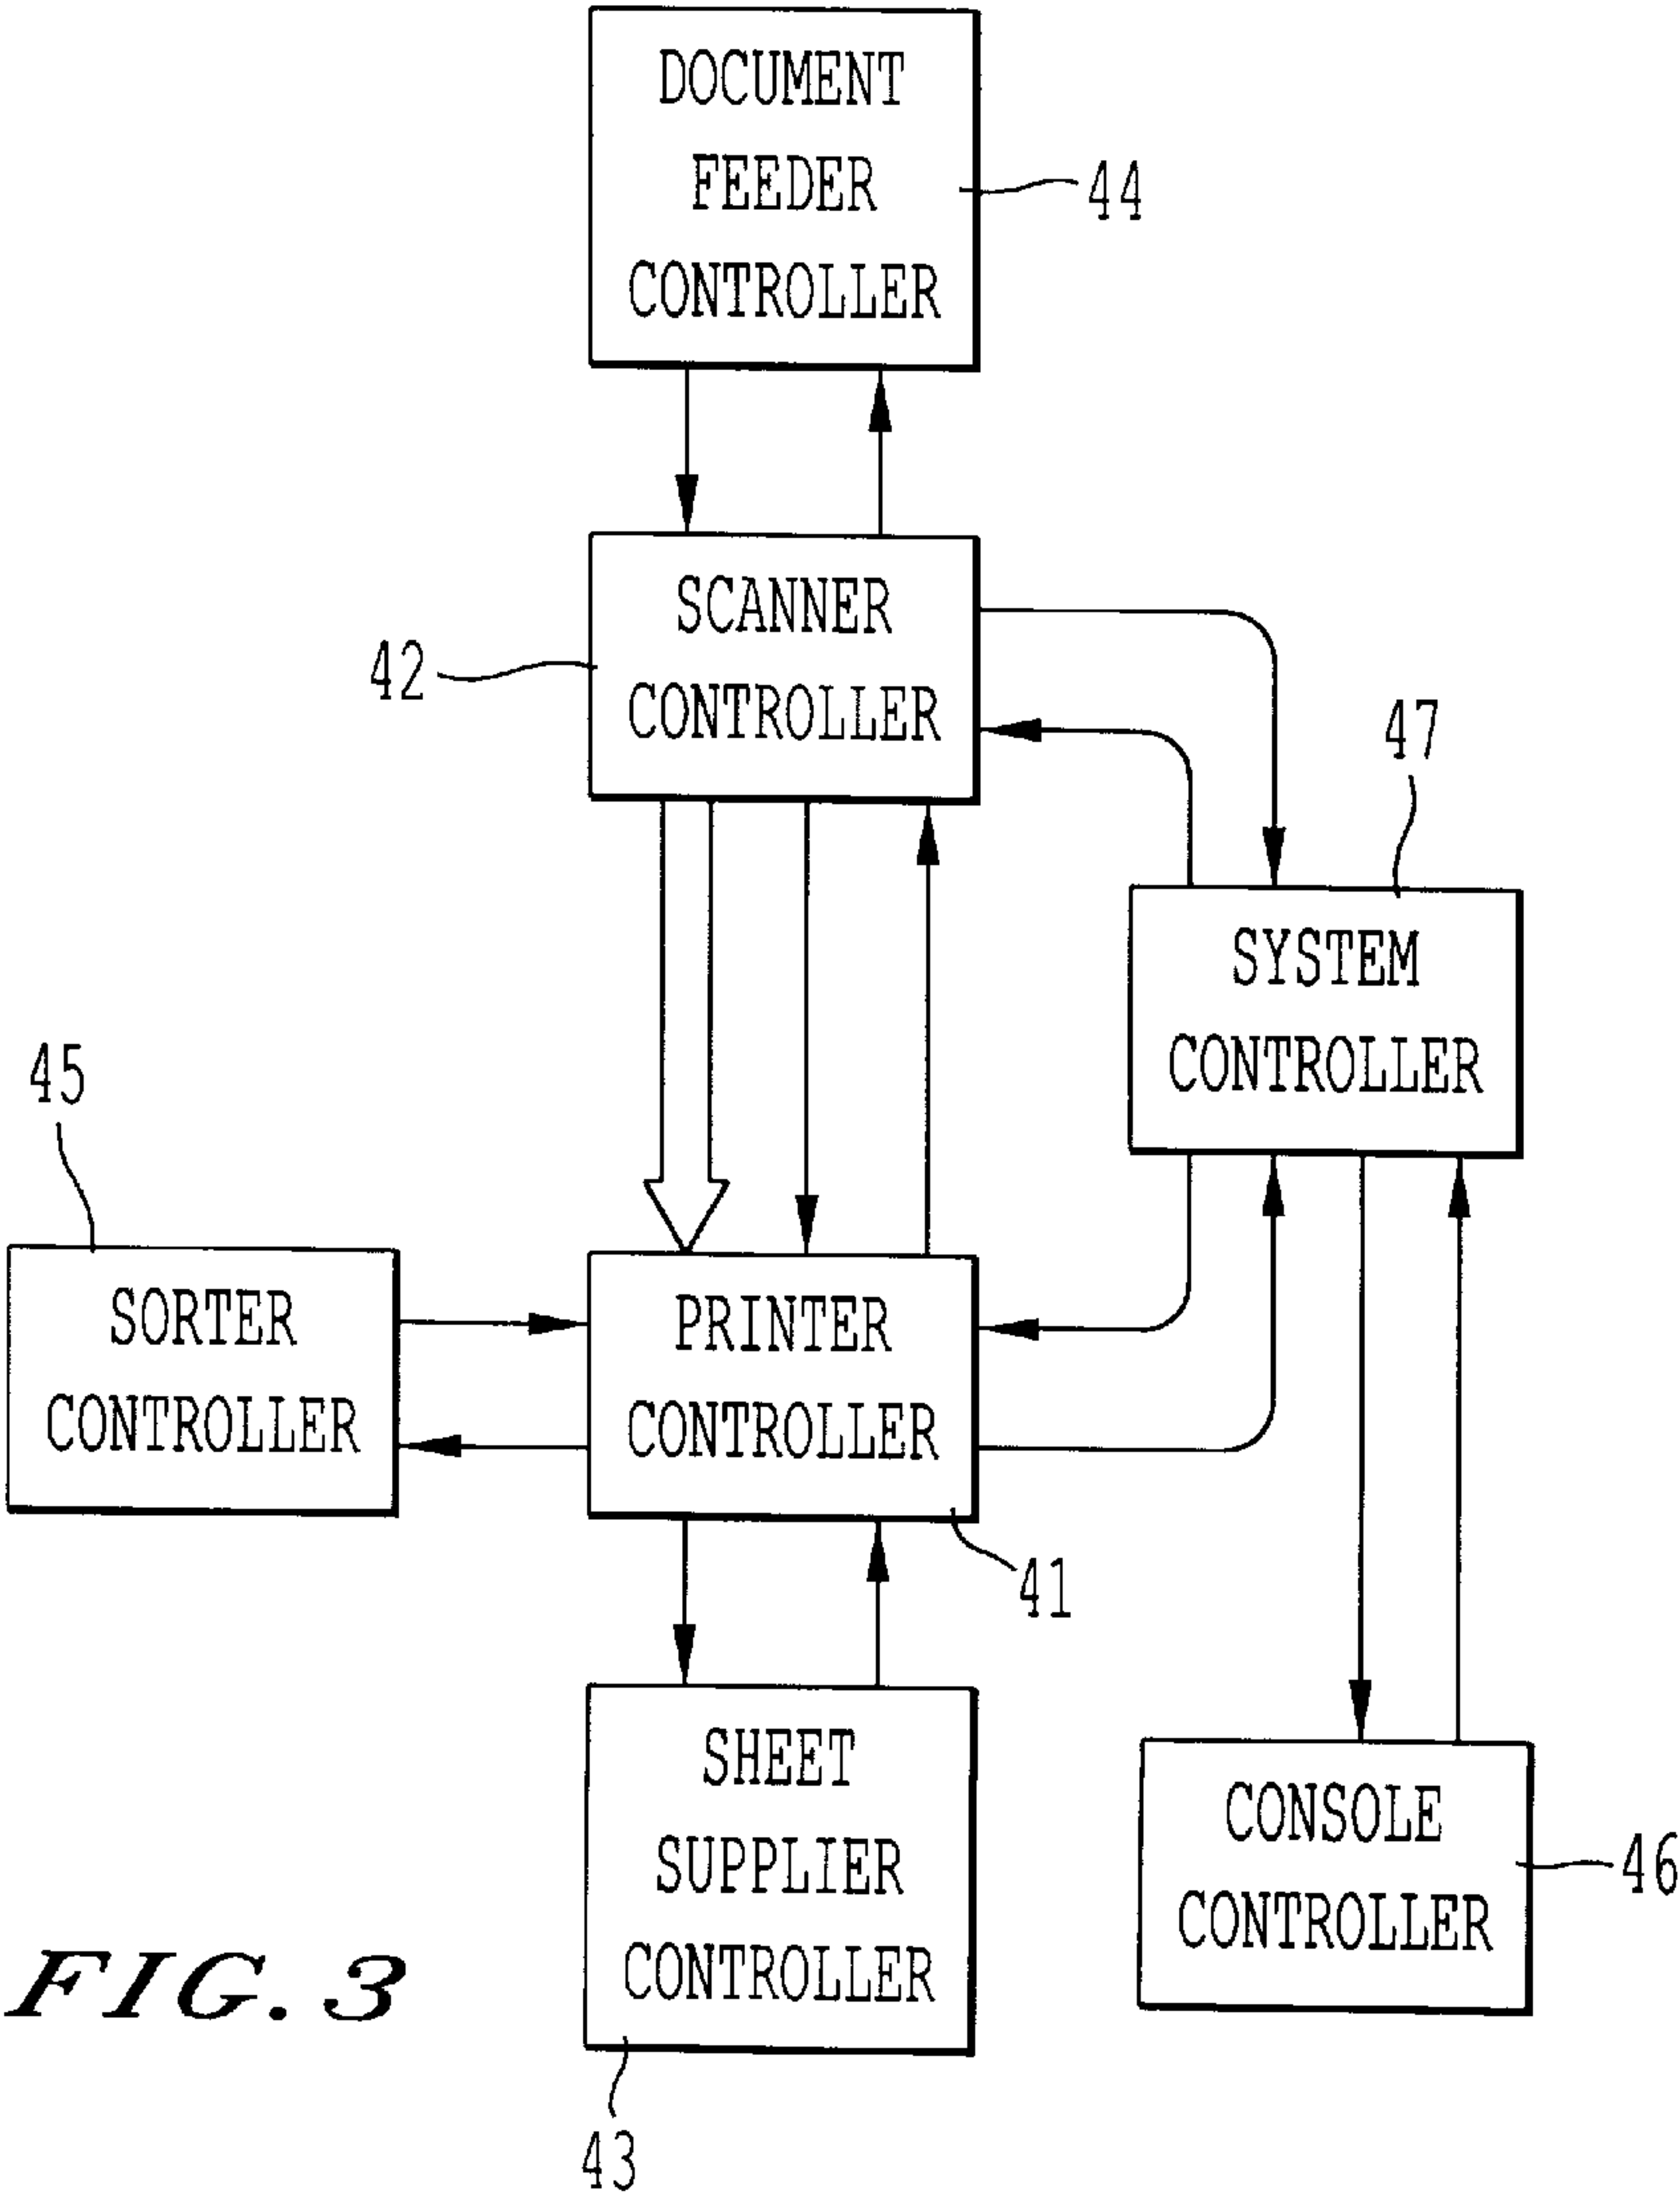 DOCUMENT
FEEDER
CONTROLLER
44
SCANNER
CONTROLLER
42
47
SYSTEM
CONTROLLER
45
SORTER
CONTROLLER
PRINTER
CONTROLLER
41
SHEET
SUPPLIER
CONTROLLER
43
CONSOLE
CONTROLLER
46
FIG. 3